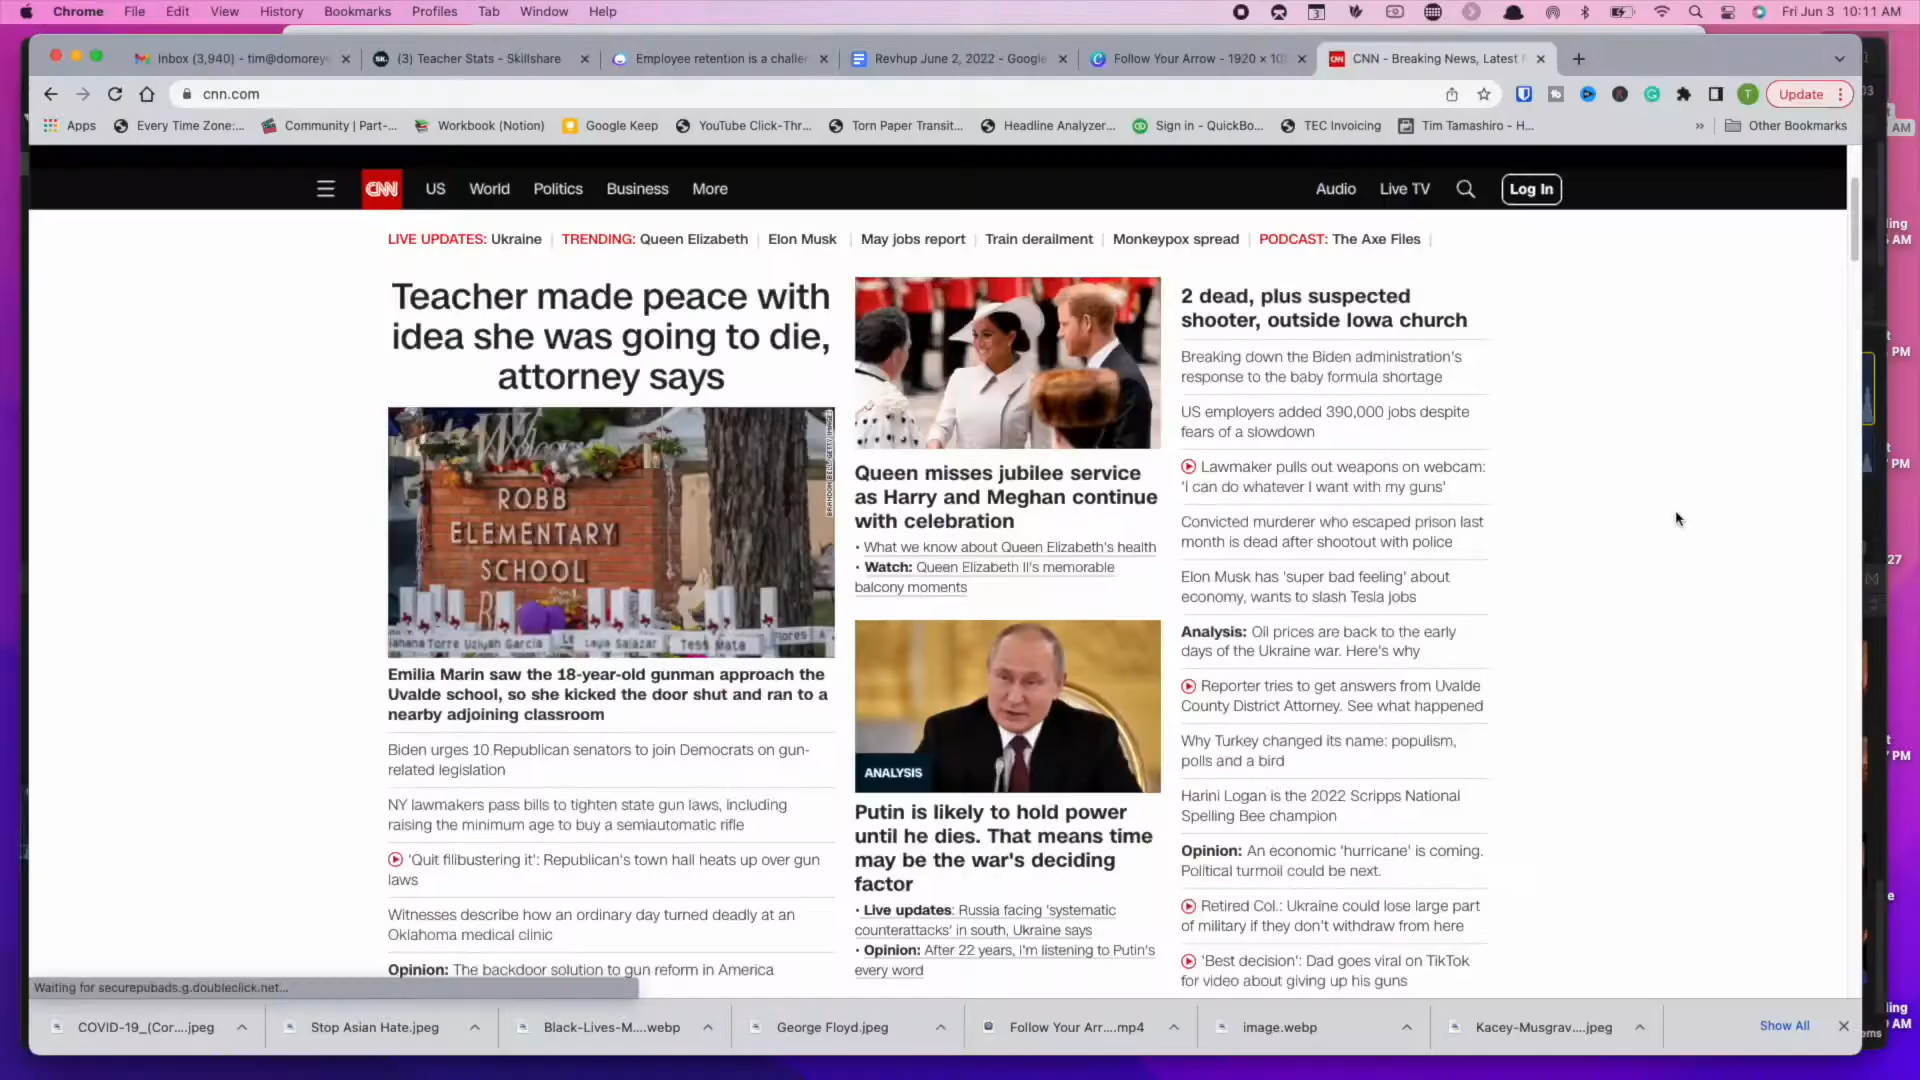 Chrome File Edit View History Bookmarks Profiles Tab Window Help
3
Fri Jun 3 10:11 AM
Inbox (3,940) - tim@domorey
(3) Teacher Stats - Skillshare
Employee retention is a challer
Revhup June 2, 2022 - Google
Follow Your Arrow - 1920 × 10
CNN - Breaking News, Latest
cnn.com
T
Update
Apps
Every Time Zone:...
Community | Part-...
Workbook (Notion)
Google Keep
YouTube Click-Thr...
Torn Paper Transit...
Headline Analyzer...
Sign in - QuickBo...
TEC Invoicing
Tim Tamashiro - H...
»
Other Bookmarks
CNN US World Politics Business More Audio Live TV Log In
LIVE UPDATES: Ukraine | TRENDING: Queen Elizabeth | Elon Musk | May jobs report | Train derailment | Monkeypox spread | PODCAST: The Axe Files |
Teacher made peace with
idea she was going to die,
attorney says
Welcome
ROBB
ELEMENTARY
SCHOOL
Torre Uziyah Garcia
Layla Salazar
Tess Mata
BRANDON BELL/GETTY IMAGES
Emilia Marin saw the 18-year-old gunman approach the
Uvalde school, so she kicked the door shut and ran to a
nearby adjoining classroom
Biden urges 10 Republican senators to join Democrats on gun-
related legislation
NY lawmakers pass bills to tighten state gun laws, including
raising the minimum age to buy a semiautomatic rifle
'Quit filibustering it': Republican's town hall heats up over gun
laws
Witnesses describe how an ordinary day turned deadly at an
Oklahoma medical clinic
Opinion: The backdoor solution to gun reform in America
Queen misses jubilee service
as Harry and Meghan continue
with celebration
• What we know about Queen Elizabeth's health
• Watch: Queen Elizabeth II's memorable
balcony moments
ANALYSIS
Putin is likely to hold power
until he dies. That means time
may be the war's deciding
factor
• Live updates: Russia facing 'systematic
counterattacks' in south, Ukraine says
• Opinion: After 22 years, I'm listening to Putin's
every word
2 dead, plus suspected
shooter, outside Iowa church
Breaking down the Biden administration's
response to the baby formula shortage
US employers added 390,000 jobs despite
fears of a slowdown
Lawmaker pulls out weapons on webcam:
'I can do whatever I want with my guns'
Convicted murderer who escaped prison last
month is dead after shootout with police
Elon Musk has 'super bad feeling' about
economy, wants to slash Tesla jobs
Analysis: Oil prices are back to the early
days of the Ukraine war. Here's why
Reporter tries to get answers from Uvalde
County District Attorney. See what happened
Why Turkey changed its name: populism,
polls and a bird
Harini Logan is the 2022 Scripps National
Spelling Bee champion
Opinion: An economic 'hurricane' is coming.
Political turmoil could be next.
Retired Col.: Ukraine could lose large part
of military if they don't withdraw from here
'Best decision': Dad goes viral on TikTok
for video about giving up his guns
Waiting for securepubads.g.doubleclick.net...
COVID-19_(Cor....jpeg
Stop Asian Hate.jpeg
Black-Lives-M....webp
George Floyd.jpeg
Follow Your Arr....mp4
image.webp
Kacey-Musgrav....jpeg
Show All